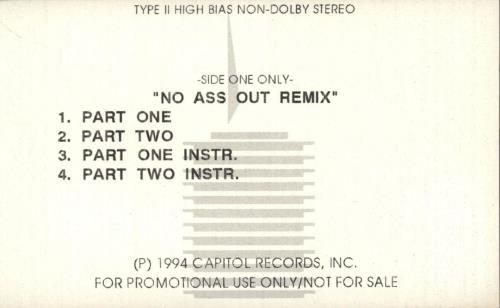 TYPE II HIGH BIAS NON-DOLBY STEREO
-SIDE ONE ONLY-
"NO ASS OUT REMIX"
1. PART ONE
2. PART TWO
3. PART ONE INSTR.
4. PART TWO INSTR.
(P) 1994 CAPITOL RECORDS, INC.
FOR PROMOTIONAL USE ONLY/NOT FOR SALE